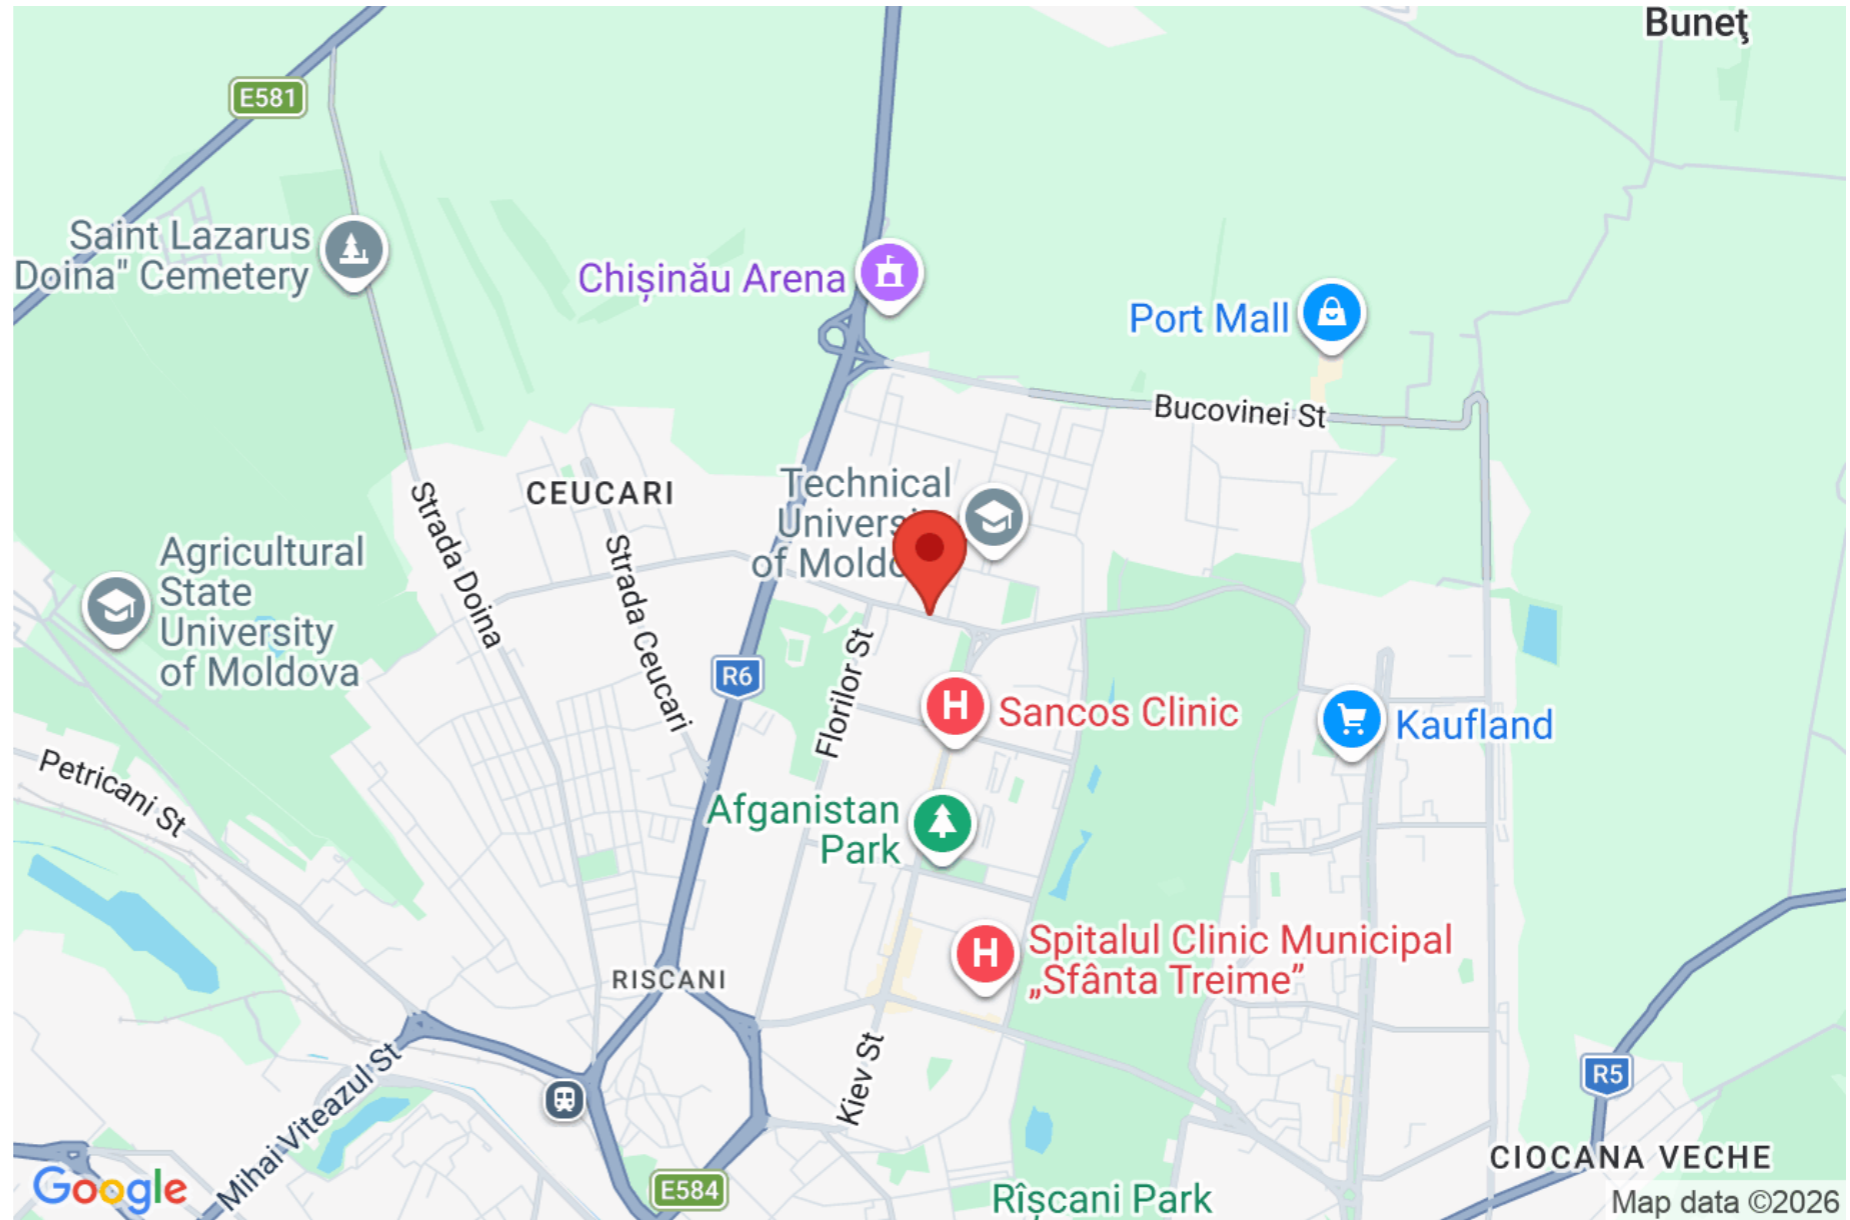 Buneţ
E581
Saint Lazarus
Doina" Cemetery
Chișinău Arena
Port Mall
Bucovinei St
CEUCARI
Technical
of Moldo
Strada Doina
Strada Ceucari
Agricultural
State
University
of Moldova
R6
Florilor St
H
Sancos Clinic
Kaufland
Petricani St
Afganistan
Park
H
Spitalul Clinic Municipal
„Sfânta Treime”
RISCANI
Mihai Viteazul St
Kiev St
R5
CIOCANA VECHE
E584
Rîșcani Park
Google
Map data ©2026